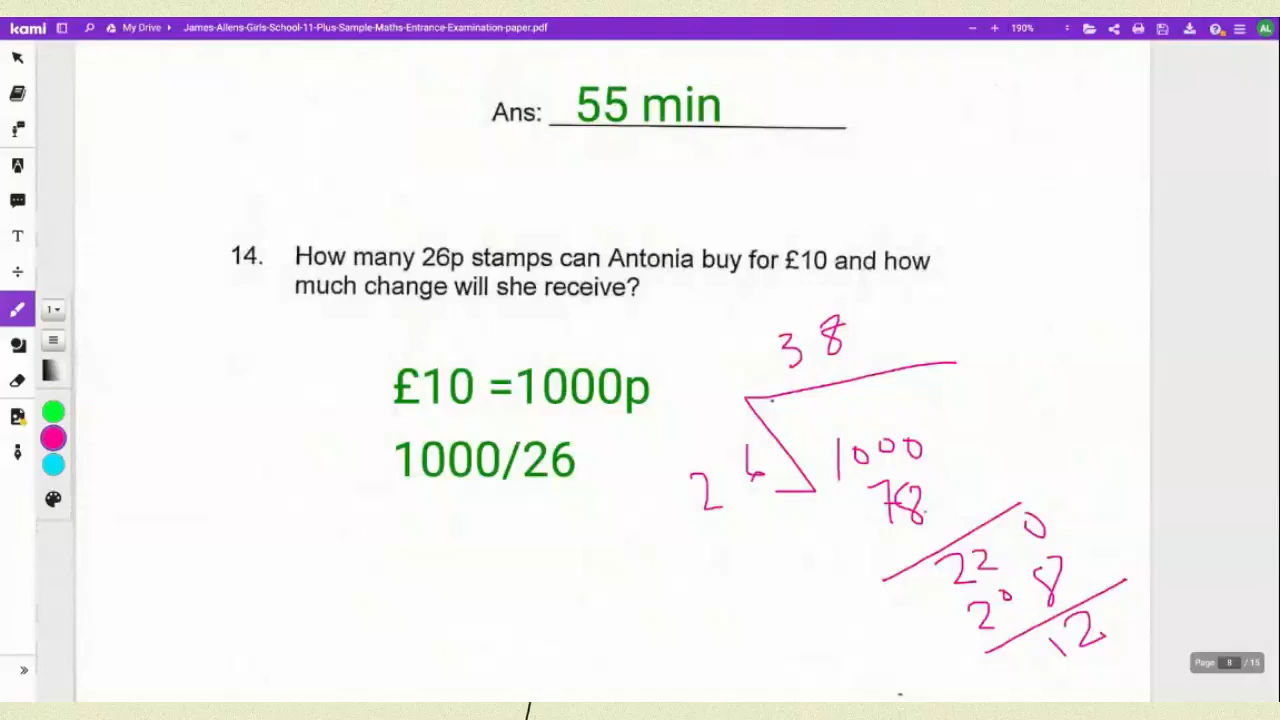 kami My Drive James-Allens-Girls-School-11-Plus-Sample-Maths-Entrance-Examination-paper.pdf 190% AL
Ans: 55 min
14. How many 26p stamps can Antonia buy for £10 and how
much change will she receive?
38
£10 =1000p
26 1000
1000/26
78
220
208
12
Page 8 / 15